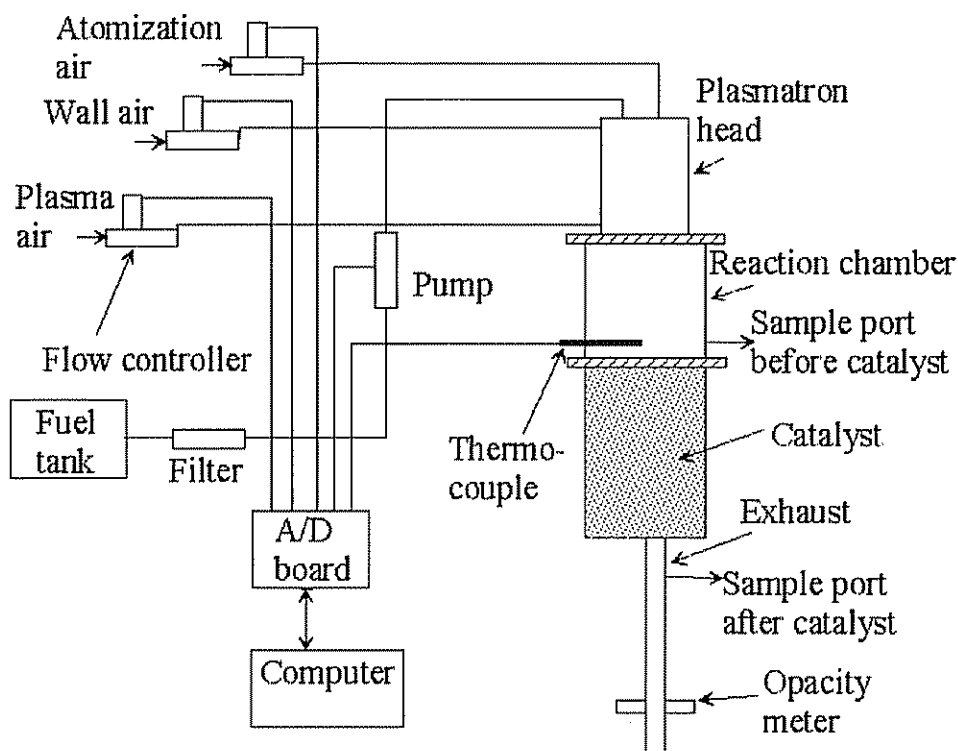 Atomization
air
Wall air
Plasma
air
Flow controller
Fuel
tank
Filter
Pump
Thermo-
couple
A/D
board
Computer
Plasmatron
head
Reaction chamber
Sample port
before catalyst
Catalyst
Exhaust
Sample port
after catalyst
Opacity
meter